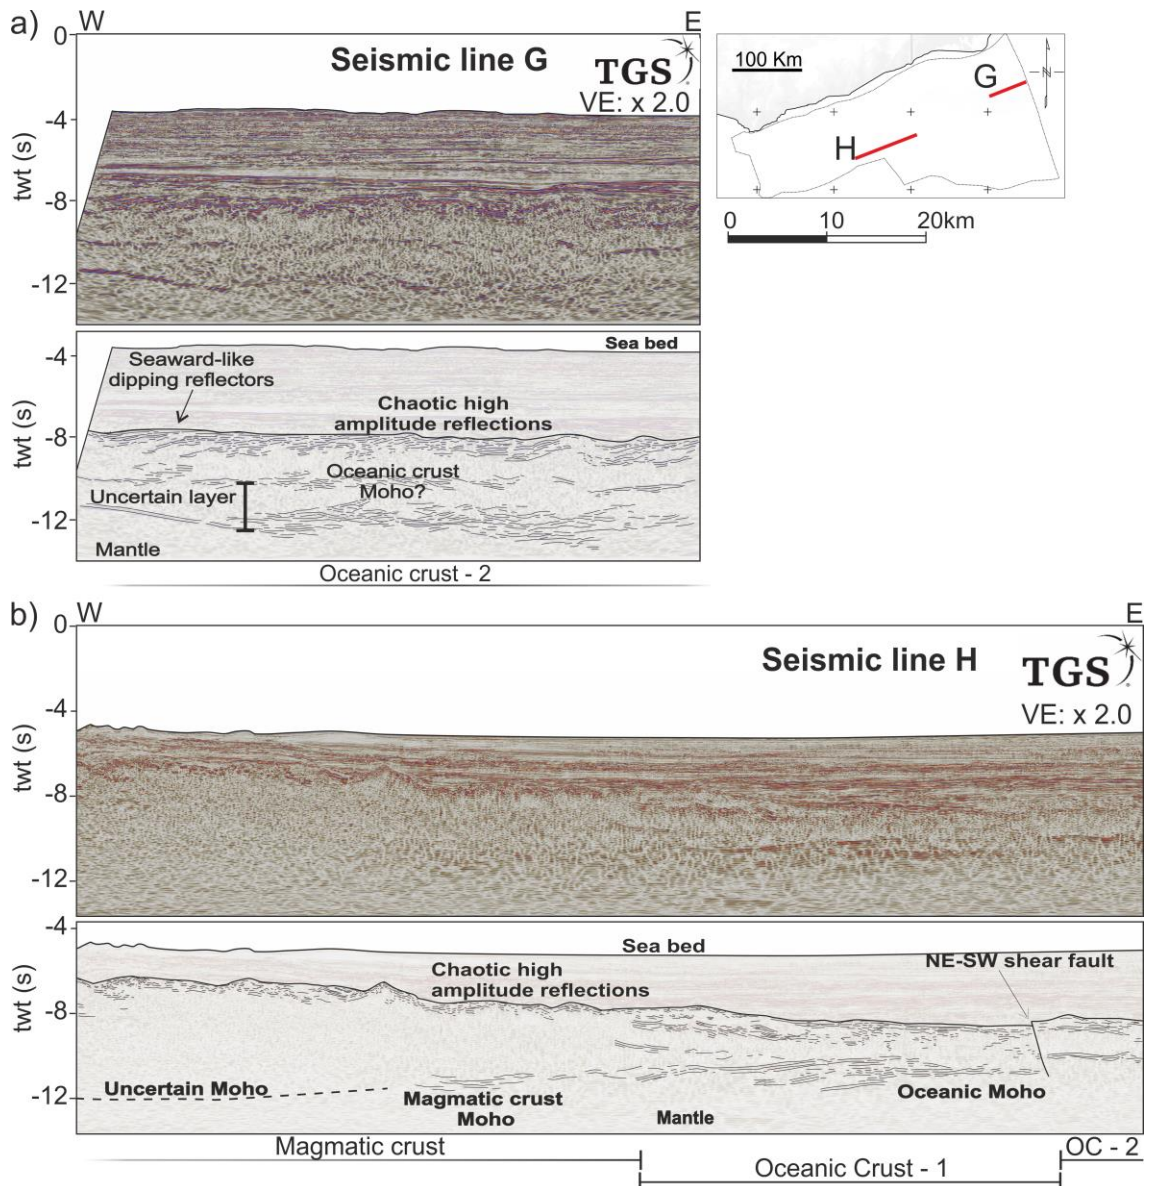 a)
W
E
0
-4
-8
-12
twt (s)
Seismic line G
TGS
VE: x 2.0
100 Km
G
N
H
0
10
20km
-4
-8
-12
twt (s)
Sea bed
Seaward-like
dipping reflectors
Chaotic high
amplitude reflections
Oceanic crust
Moho?
Uncertain layer
Mantle
Oceanic crust - 2
b)
W
E
0
-4
-8
-12
twt (s)
Seismic line H
TGS
VE: x 2.0
-4
-8
-12
twt (s)
Sea bed
NE-SW shear fault
Chaotic high
amplitude reflections
Uncertain Moho
Magmatic crust
Moho
Mantle
Oceanic Moho
Magmatic crust
OC - 2
Oceanic Crust - 1